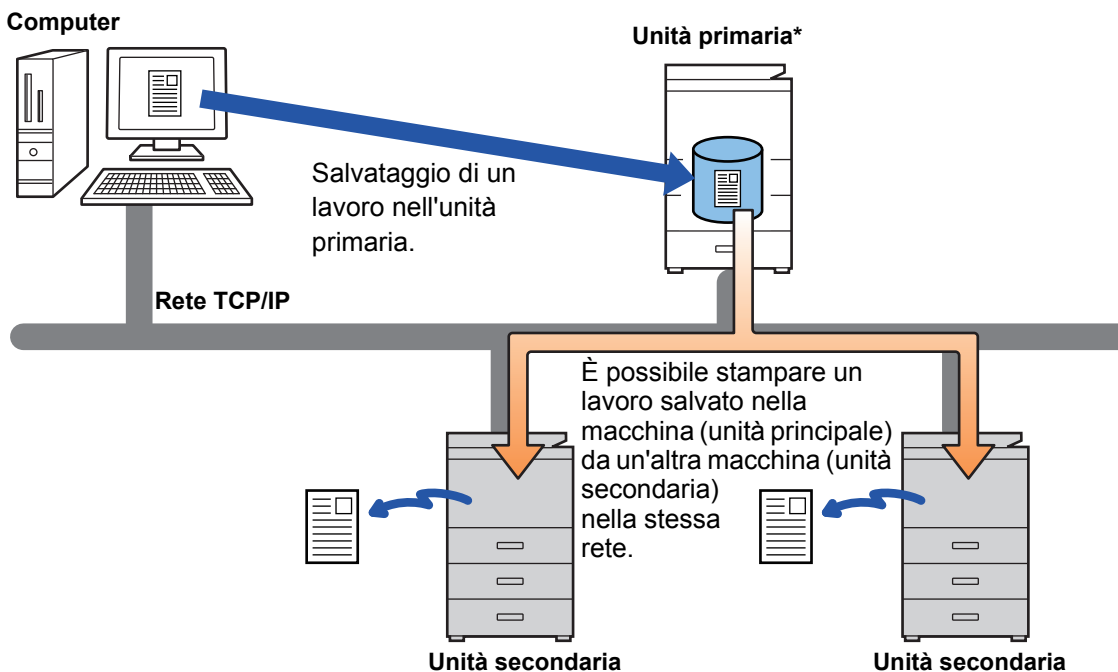 Computer
Unità primaria*
Salvataggio di un
lavoro nell'unità
primaria.
Rete TCP/IP
È possibile stampare un
lavoro salvato nella
macchina (unità principale)
da un'altra macchina (unità
secondaria)
nella stessa
rete.
Unità secondaria
Unità secondaria